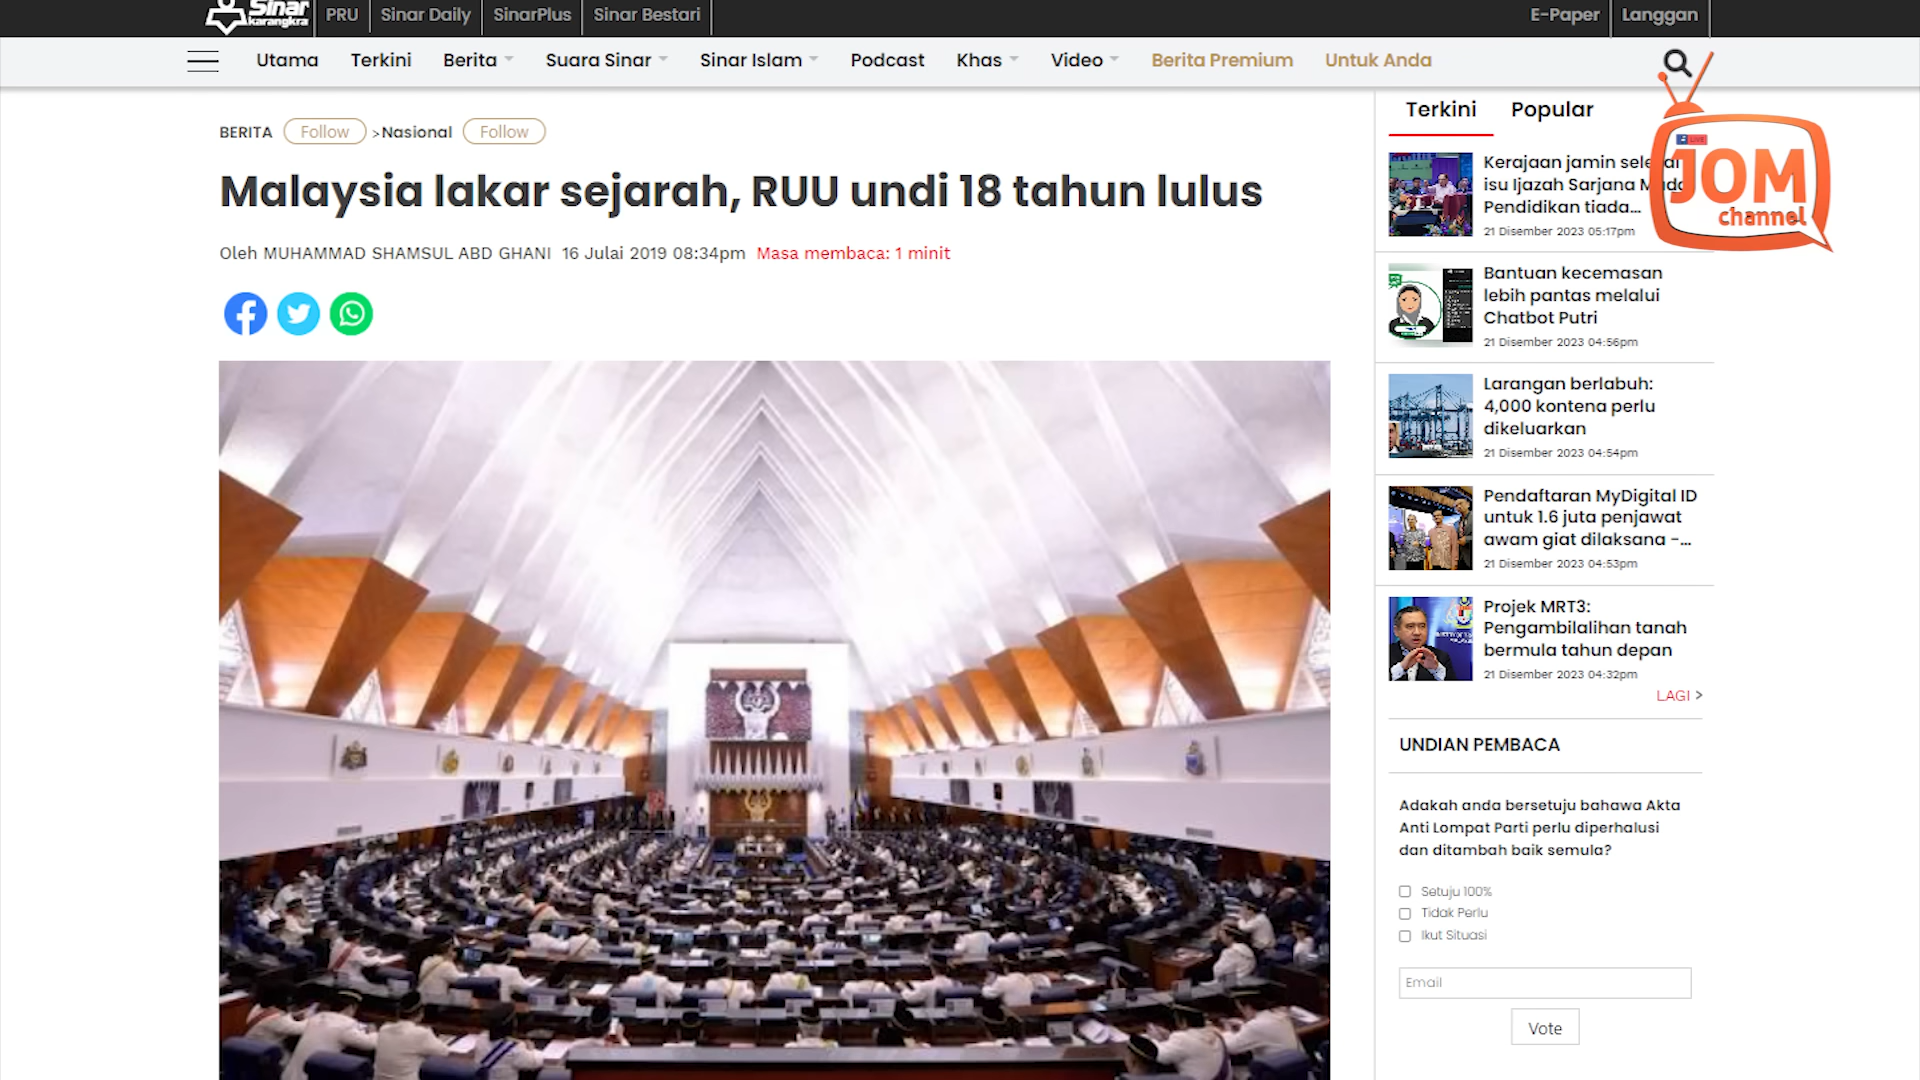 Sinar
karangkraf
PRU
Sinar Daily
SinarPlus
Sinar Bestari
E-Paper
Langgan
Utama
Terkini
Berita
Suara Sinar
Sinar Islam
Podcast
Khas
Video
Berita Premium
Untuk Anda
BERITA Follow >Nasional Follow
Malaysia lakar sejarah, RUU undi 18 tahun lulus
Oleh MUHAMMAD SHAMSUL ABD GHANI 16 Julai 2019 08:34pm Masa membaca: 1 minit
Terkini
Popular
LIVE
JOM
channel
Kerajaan jamin selesai
isu Ijazah Sarjana Muda
Pendidikan tiada...
21 Disember 2023 05:17pm
Bantuan kecemasan
lebih pantas melalui
Chatbot Putri
21 Disember 2023 04:56pm
Larangan berlabuh:
4,000 kontena perlu
dikeluarkan
21 Disember 2023 04:54pm
Pendaftaran MyDigital ID
untuk 1.6 juta penjawat
awam giat dilaksana -...
21 Disember 2023 04:53pm
Projek MRT3:
Pengambilalihan tanah
bermula tahun depan
21 Disember 2023 04:32pm
LAGI >
UNDIAN PEMBACA
Adakah anda bersetuju bahawa Akta
Anti Lompat Parti perlu diperhalusi
dan ditambah baik semula?
Setuju 100%
Tidak Perlu
Ikut Situasi
Email
Vote